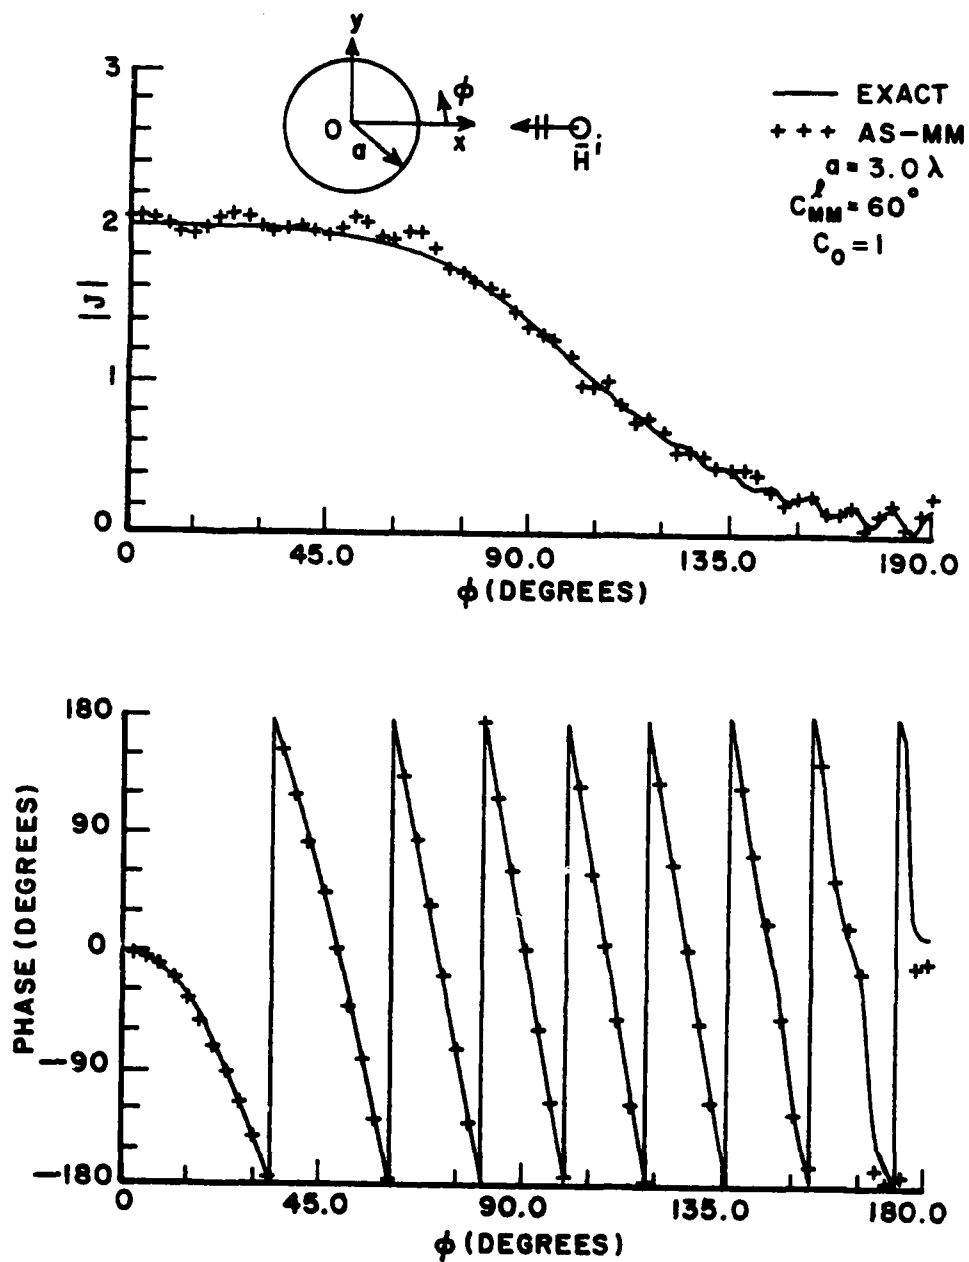 y
3
φ
— EXACT
O
x
a
H̄ⁱ
+ + + AS-MM
a = 3.0 λ
C^ℓ_MM = 60°
C_O = 1
2
|J|
1
0
0 45.0 90.0 135.0 190.0
φ (DEGREES)
180
90
0
-90
-180
PHASE (DEGREES)
0 45.0 90.0 135.0 180.0
φ (DEGREES)